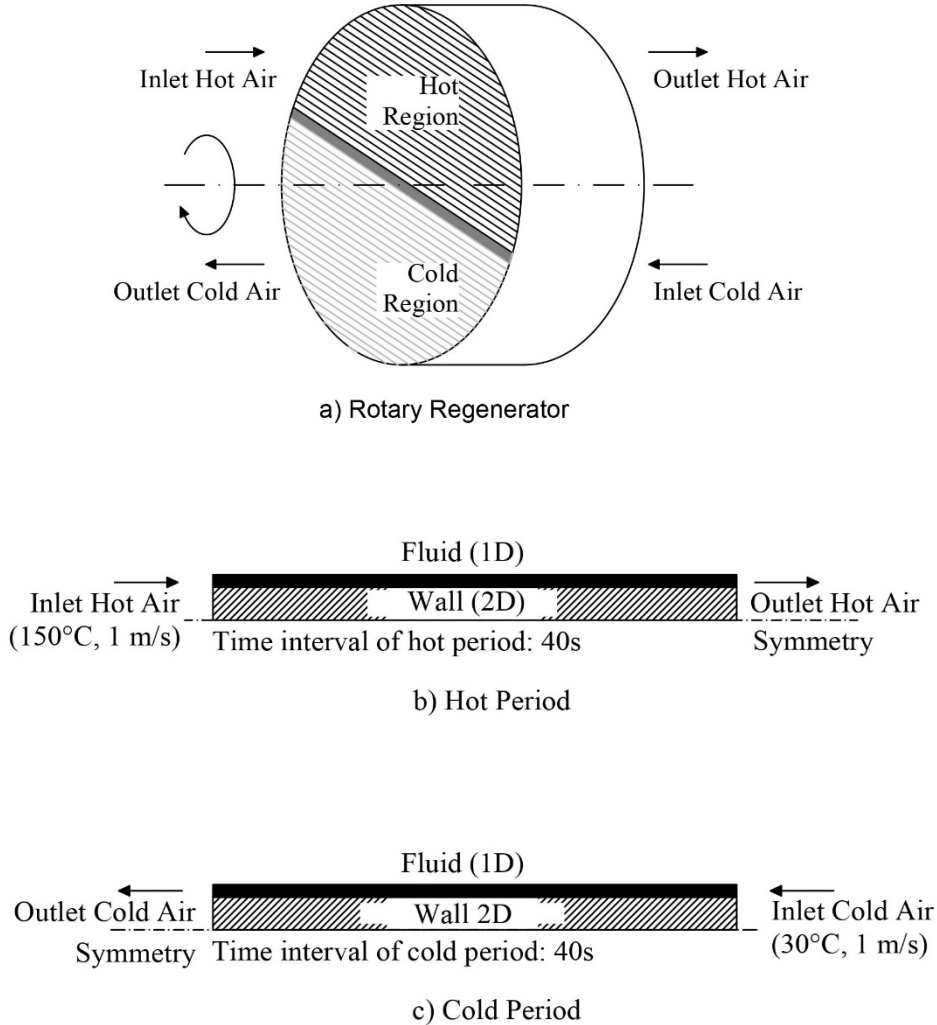 Inlet Hot Air
Outlet Hot Air
Hot
Region
Cold
Region
Outlet Cold Air
Inlet Cold Air
a) Rotary Regenerator
Fluid (1D)
Inlet Hot Air
(150°C, 1 m/s)
Wall (2D)
Outlet Hot Air
Time interval of hot period: 40s
Symmetry
b) Hot Period
Fluid (1D)
Outlet Cold Air
Wall 2D
Inlet Cold Air
(30°C, 1 m/s)
Symmetry
Time interval of cold period: 40s
c) Cold Period